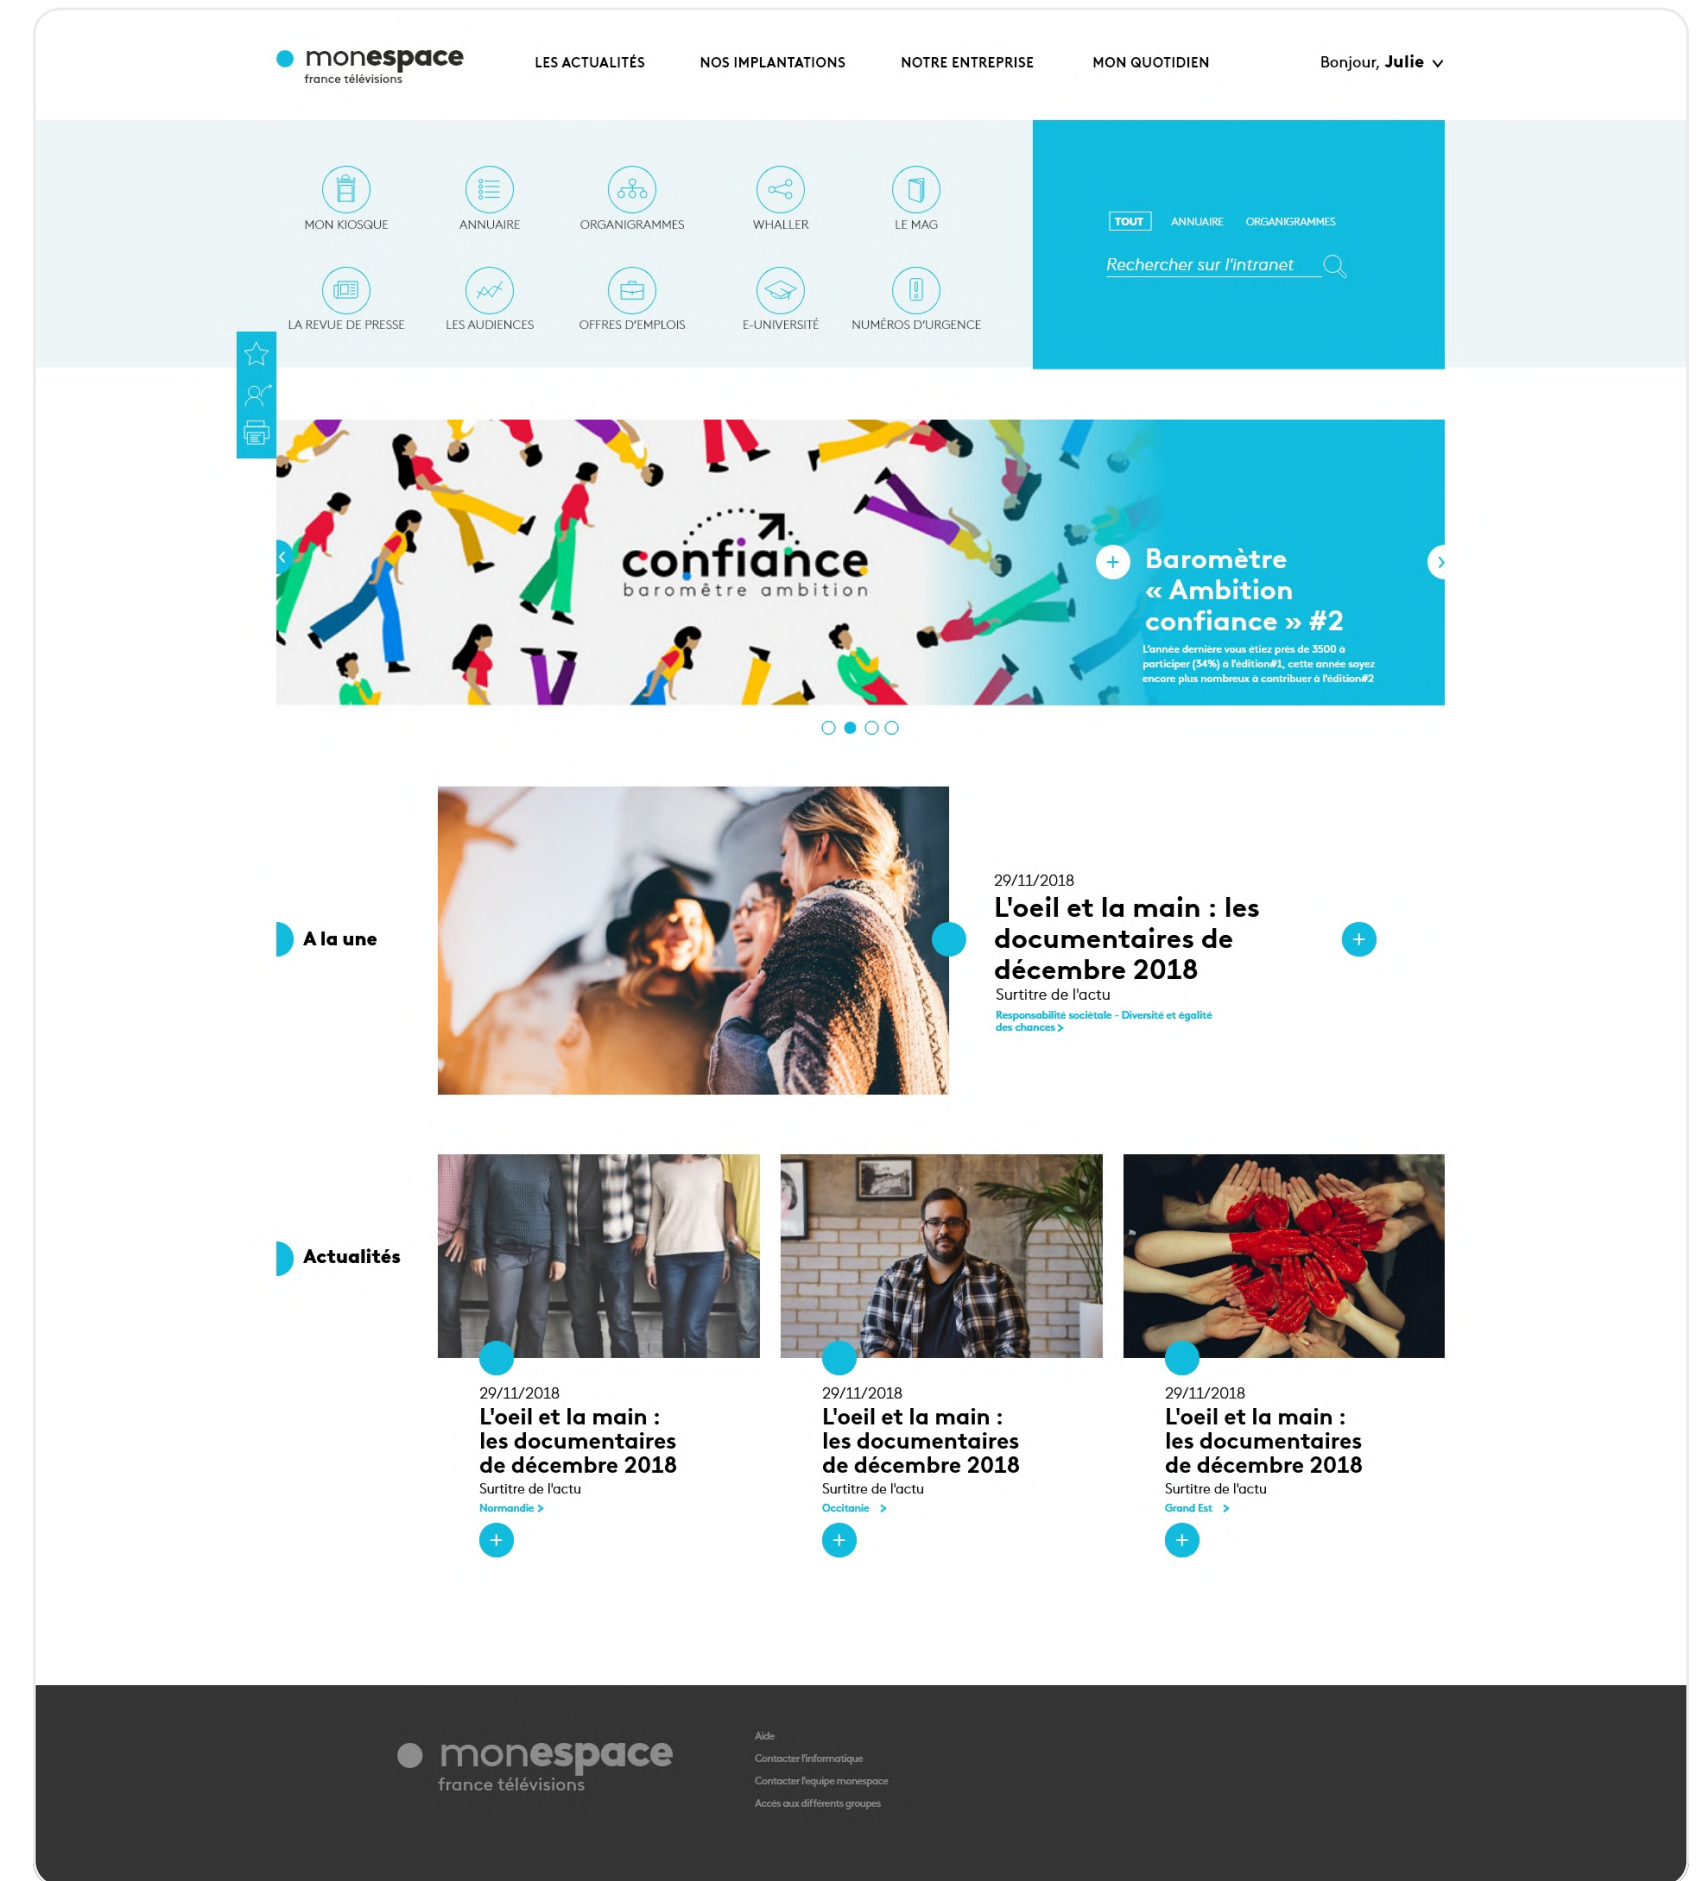 monespace
france télévisions
LES ACTUALITÉS
NOS IMPLANTATIONS
NOTRE ENTREPRISE
MON QUOTIDIEN
Bonjour, Julie
MON KIOSQUE
ANNUAIRE
ORGANIGRAMMES
WHALLER
LE MAG
LA REVUE DE PRESSE
LES AUDIENCES
OFFRES D'EMPLOIS
E-UNIVERSITÉ
NUMÉROS D'URGENCE
TOUT
ANNUAIRE
ORGANIGRAMMES
Rechercher sur l'intranet
confiance
baromètre ambition
Baromètre
« Ambition
confiance » #2
L'année dernière vous étiez près de 3500 à
participer (34%) à l'édition#1, cette année soyez
encore plus nombreux à contribuer à l'édition#2
A la une
29/11/2018
L'oeil et la main : les
documentaires de
décembre 2018
Surtitre de l'actu
Responsabilité sociétale - Diversité et égalité
des chances >
Actualités
29/11/2018
L'oeil et la main :
les documentaires
de décembre 2018
Surtitre de l'actu
Normandie >
29/11/2018
L'oeil et la main :
les documentaires
de décembre 2018
Surtitre de l'actu
Occitanie >
29/11/2018
L'oeil et la main :
les documentaires
de décembre 2018
Surtitre de l'actu
Grand Est >
monespace
france télévisions
Aide
Contacter l'informatique
Contacter l'equipe monespace
Accés aux différents groupes